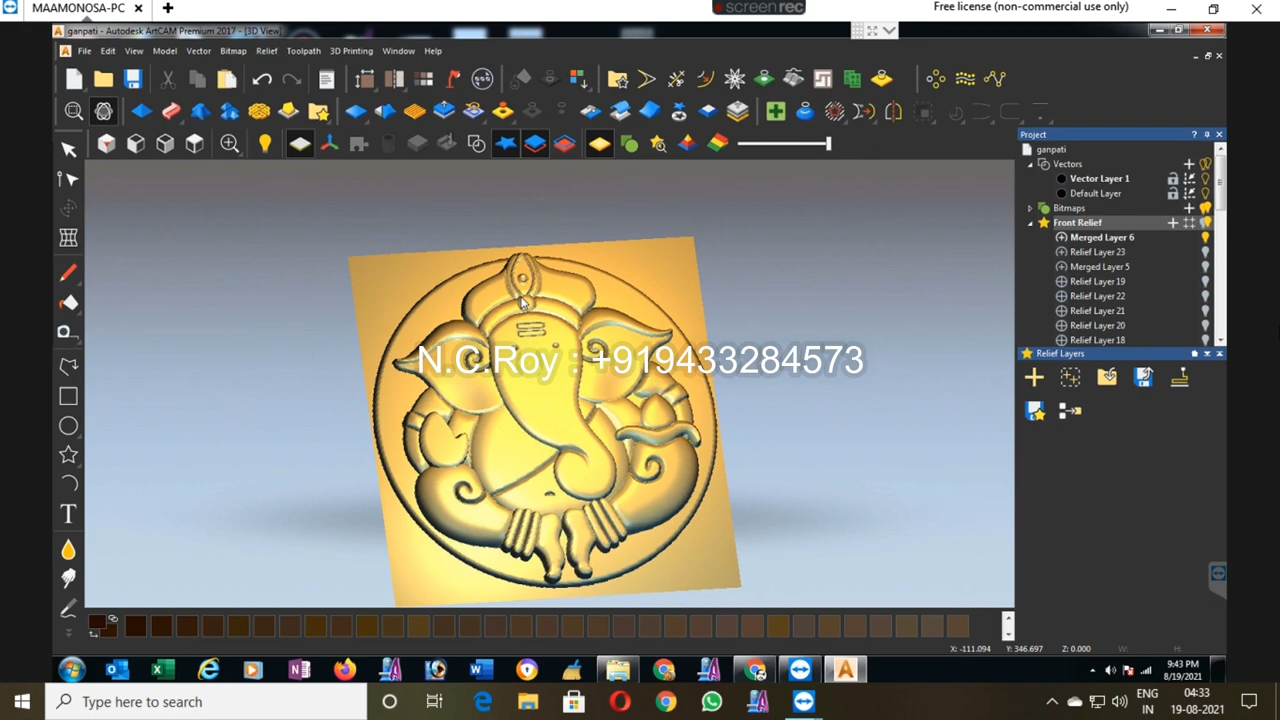 MAAMONOSA-PC
screenrec
Free license (non-commercial use only)
ganpati - Autodesk ArtCAM Premium 2017 - [3D View]
File Edit View Model Vector Bitmap Relief Toolpath 3D Printing Window Help
Project
ganpati
Vectors
Vector Layer 1
Default Layer
Bitmaps
Front Relief
Merged Layer 6
Relief Layer 23
Merged Layer 5
Relief Layer 19
Relief Layer 22
Relief Layer 21
Relief Layer 20
Relief Layer 18
Relief Layers
N.C.Roy : +919433284573
X: -111.094 Y: 346.697 Z: 0.000 W: H:
9:43 PM
8/19/2021
Type here to search
ENG
IN
04:33
19-08-2021